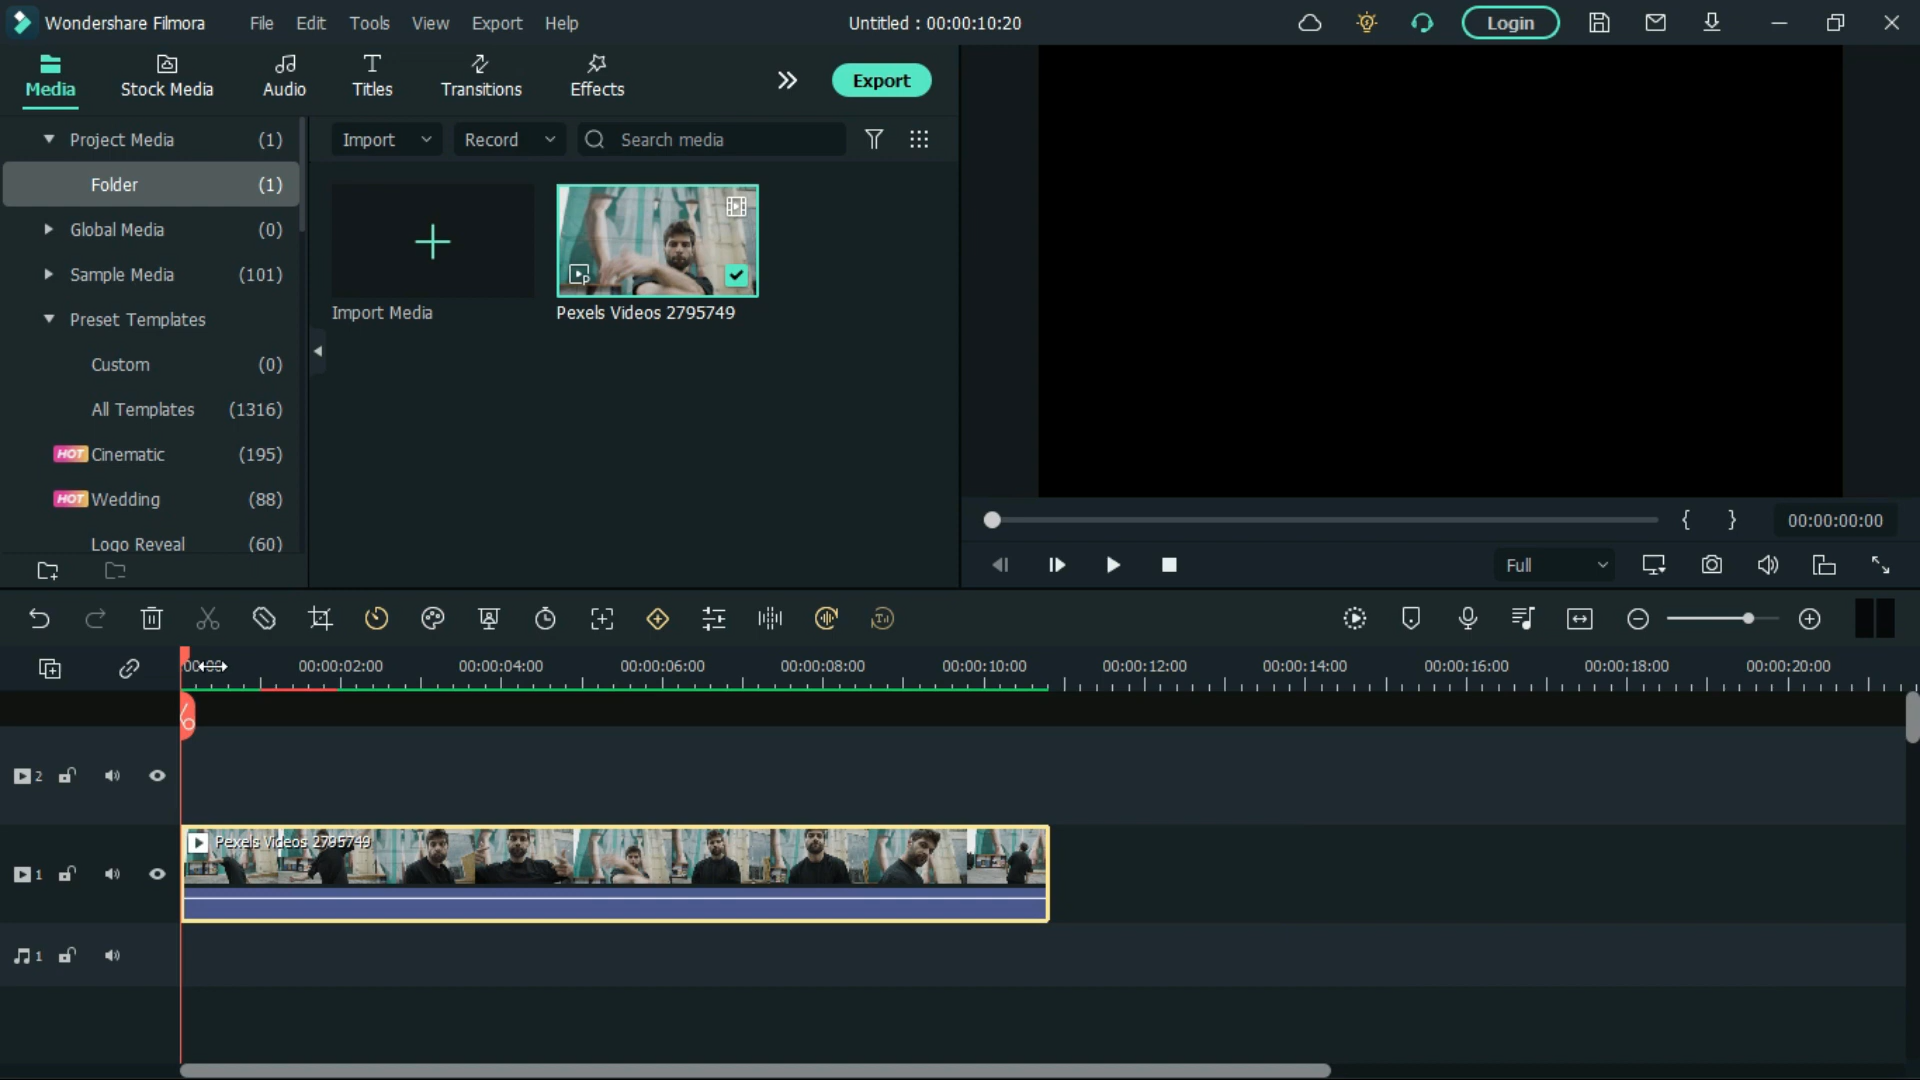 Wondershare Filmora
File
Edit
Tools
View
Export
Help
Untitled : 00:00:10:20
Login
Media
Stock Media
Audio
Titles
Transitions
Effects
Export
Project Media (1)
Folder (1)
Global Media (0)
Sample Media (101)
Preset Templates
Custom (0)
All Templates (1316)
HOT Cinematic (195)
HOT Wedding (88)
Logo Reveal (60)
Import
Record
Search media
Import Media
Pexels Videos 2795749
00:00:00:00
Full
00:00:02:00
00:00:04:00
00:00:06:00
00:00:08:00
00:00:10:00
00:00:12:00
00:00:14:00
00:00:16:00
00:00:18:00
00:00:20:00
2
Pexels Videos 2795749
1
1